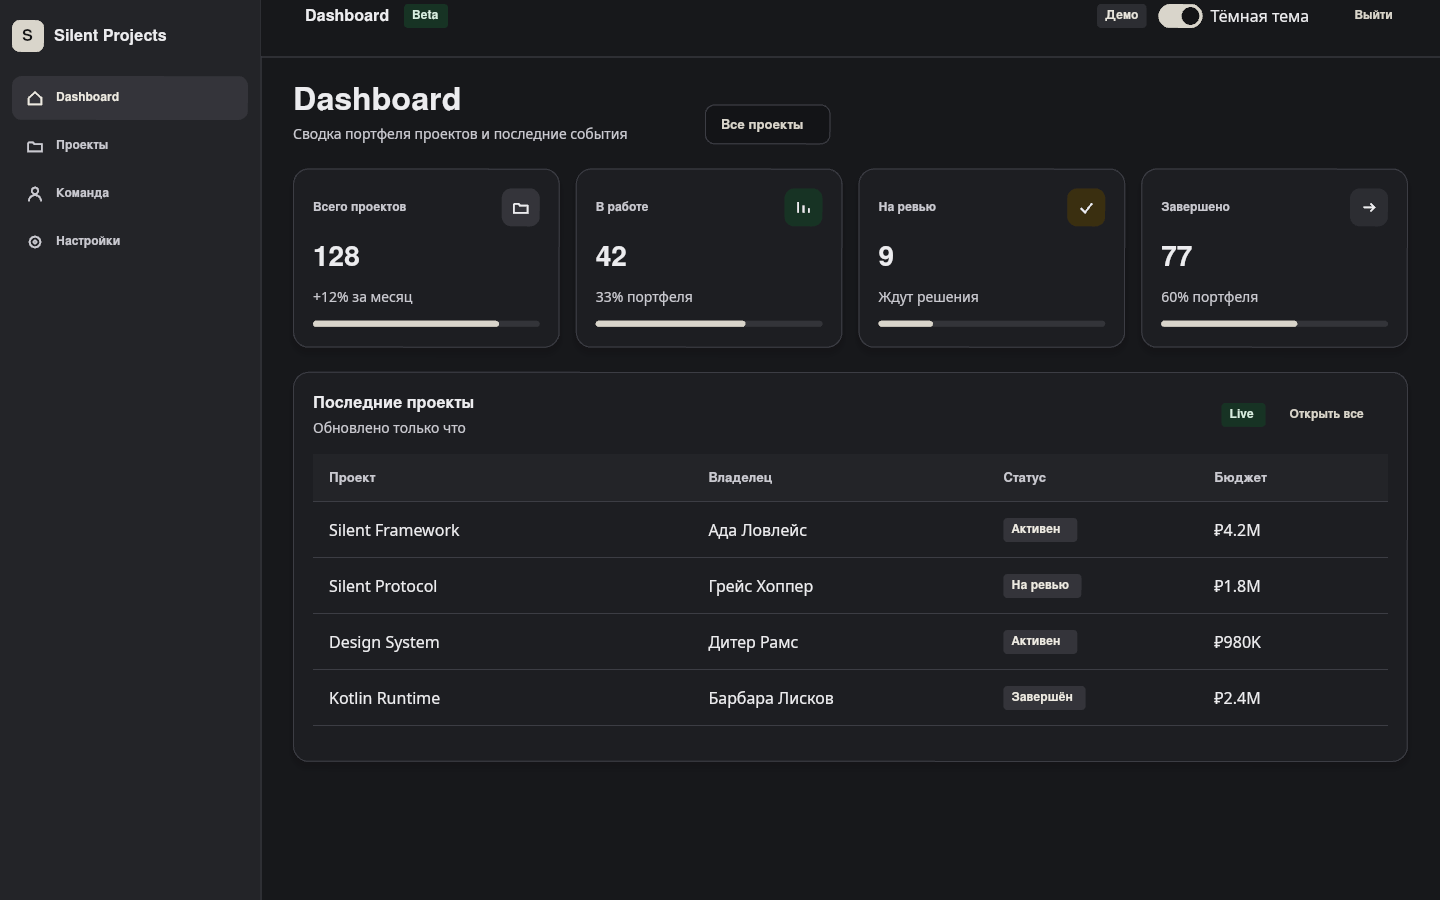 S Silent Projects
Dashboard
Проекты
Команда
Настройки
Dashboard Beta
Демо Тёмная тема Выйти
Dashboard
Сводка портфеля проектов и последние события
Все проекты
Всего проектов
128
+12% за месяц
В работе
42
33% портфеля
На ревью
9
Ждут решения
Завершено
77
60% портфеля
Последние проекты
Обновлено только что
Live Открыть все
Проект Владелец Статус Бюджет
Silent Framework Ада Ловлейс Активен ₽4.2M
Silent Protocol Грейс Хоппер На ревью ₽1.8M
Design System Дитер Рамс Активен ₽980K
Kotlin Runtime Барбара Лисков Завершён ₽2.4M